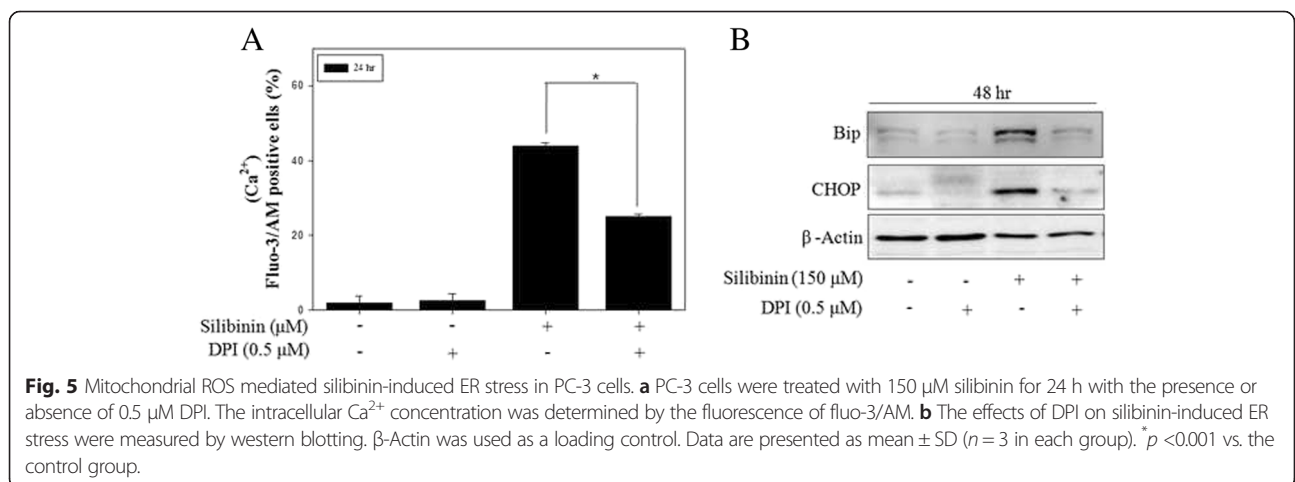 A
24 hr
*
60
40
20
0
(Ca2+)
Fluo-3/AM positive ells (%)
Silibinin (μM) - - + +
DPI (0.5 μM) - + - +
B
48 hr
Bip
CHOP
β-Actin
Silibinin (150 μM) - - + +
DPI (0.5 μM) - + - +
Fig. 5 Mitochondrial ROS mediated silibinin-induced ER stress in PC-3 cells. a PC-3 cells were treated with 150 μM silibinin for 24 h with the presence or
absence of 0.5 μM DPI. The intracellular Ca2+ concentration was determined by the fluorescence of fluo-3/AM. b The effects of DPI on silibinin-induced ER
stress were measured by western blotting. β-Actin was used as a loading control. Data are presented as mean ± SD (n = 3 in each group). *p <0.001 vs. the
control group.